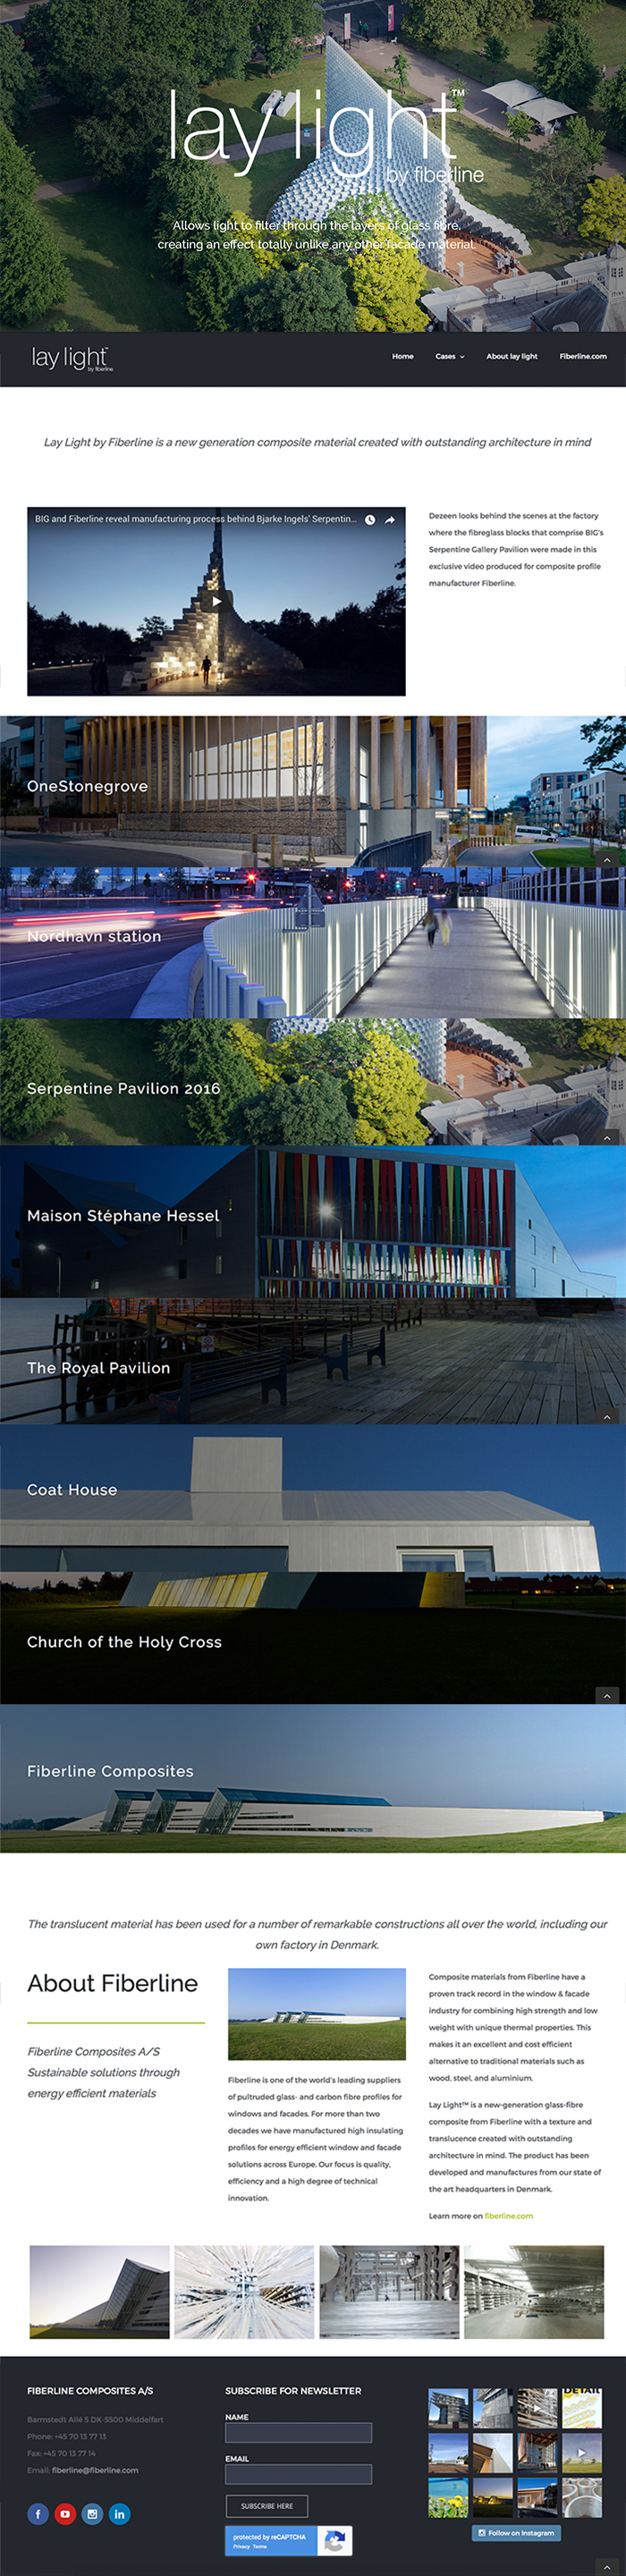 lay light™
by fiberline
Allows light to filter through the layers of glass fibre,
creating an effect totally unlike any other facade material.
lay light™
by fiberline
Home
Cases
About lay light
Fiberline.com
Lay Light by Fiberline is a new generation composite material created with outstanding architecture in mind
BIG and Fiberline reveal manufacturing process behind Bjarke Ingels' Serpentin...
Dezeen looks behind the scenes at the factory
where the fibreglass blocks that comprise BIG's
Serpentine Gallery Pavilion were made in this
exclusive video produced for composite profile
manufacturer Fiberline.
OneStonegrove
Nordhavn station
Serpentine Pavilion 2016
Maison Stéphane Hessel
The Royal Pavilion
Coat House
Church of the Holy Cross
Fiberline Composites
The translucent material has been used for a number of remarkable constructions all over the world, including our
own factory in Denmark.
About Fiberline
Fiberline Composites A/S
Sustainable solutions through
energy efficient materials
Fiberline is one of the world's leading suppliers
of pultruded glass- and carbon fibre profiles for
windows and facades. For more than two
decades we have manufactured high insulating
profiles for energy efficient window and facade
solutions across Europe. Our focus is quality,
efficiency and a high degree of technical
innovation.
Composite materials from Fiberline have a
proven track record in the window & facade
industry for combining high strength and low
weight with unique thermal properties. This
makes it an excellent and cost efficient
alternative to traditional materials such as
wood, steel, and aluminium.
Lay Light™ is a new-generation glass-fibre
composite from Fiberline with a texture and
translucence created with outstanding
architecture in mind. The product has been
developed and manufactures from our state of
the art headquarters in Denmark.
Learn more on fiberline.com
FIBERLINE COMPOSITES A/S
Barmstedt Allé 5 DK-5500 Middelfart
Phone: +45 70 13 77 13
Fax: +45 70 13 77 14
Email: fiberline@fiberline.com
SUBSCRIBE FOR NEWSLETTER
NAME
EMAIL
SUBSCRIBE HERE
protected by reCAPTCHA
Privacy Terms
DETAIL
Follow on Instagram